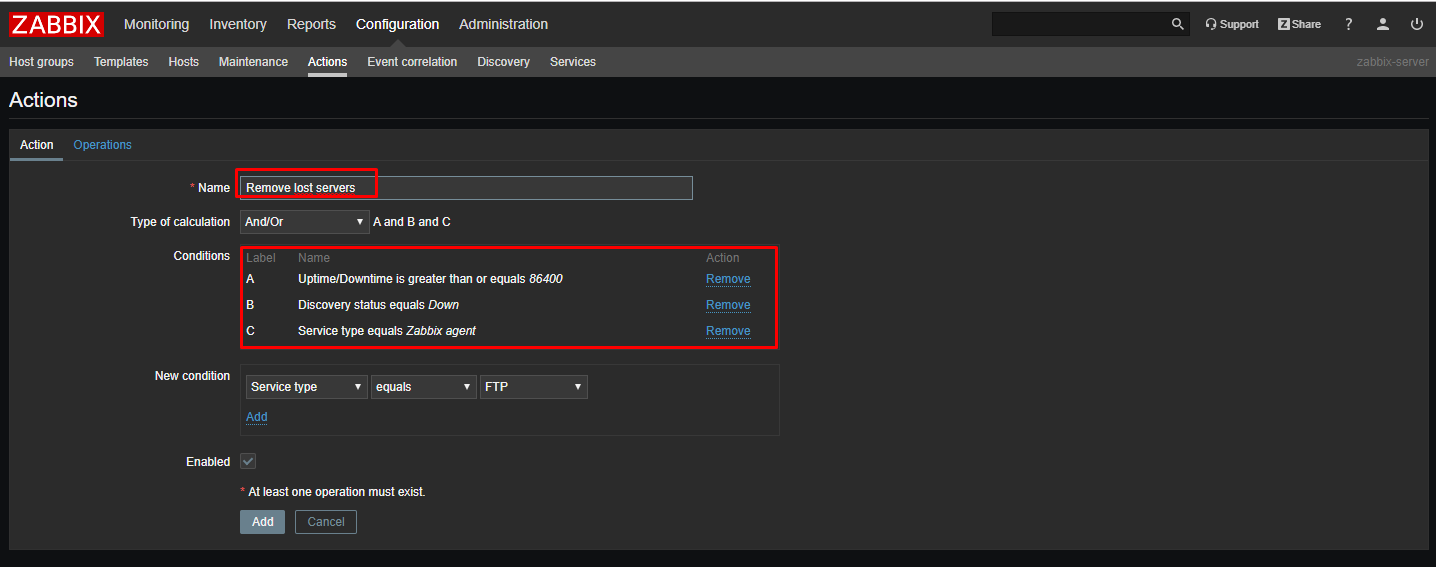 ZABBIX Monitoring Inventory Reports Configuration Administration Support Z Share ?
Host groups Templates Hosts Maintenance Actions Event correlation Discovery Services zabbix-server
Actions
Action Operations
* Name Remove lost servers
Type of calculation And/Or A and B and C
Conditions Label Name Action
A Uptime/Downtime is greater than or equals 86400 Remove
B Discovery status equals Down Remove
C Service type equals Zabbix agent Remove
New condition Service type equals FTP
Add
Enabled
* At least one operation must exist.
Add Cancel